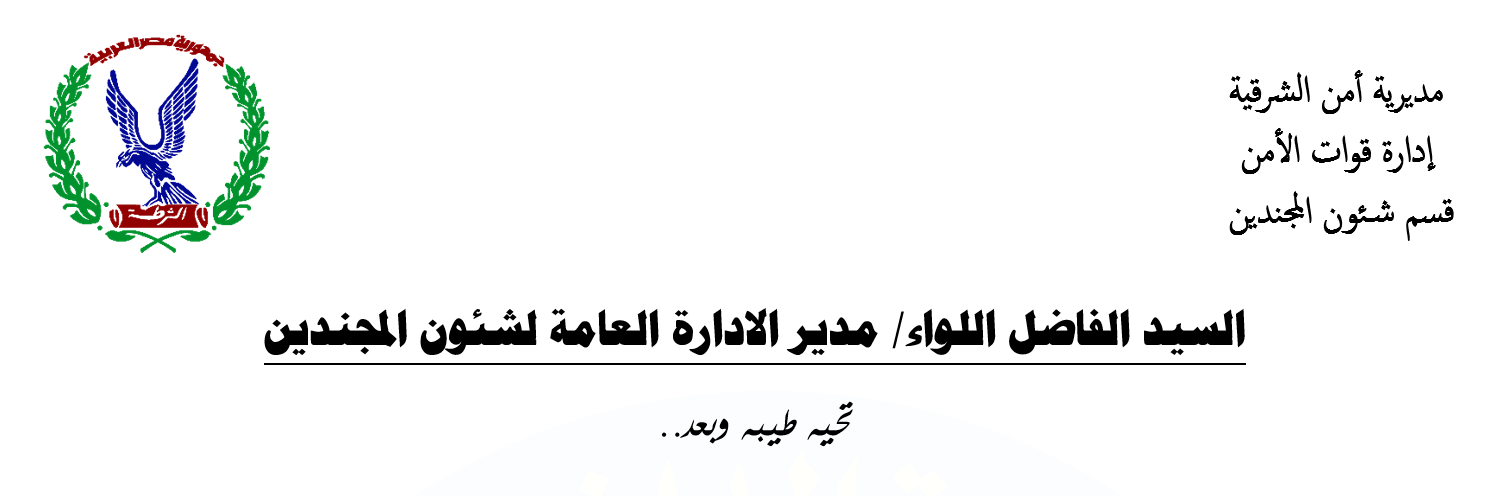 جمهورية مصر العربية
الشرطة
مديرية أمن الشرقية
إدارة قوات الأمن
قسم شئون المجندين
السيد الفاضل اللواء/ مدير الادارة العامة لشئون المجندين
تحيه طيبه وبعد..